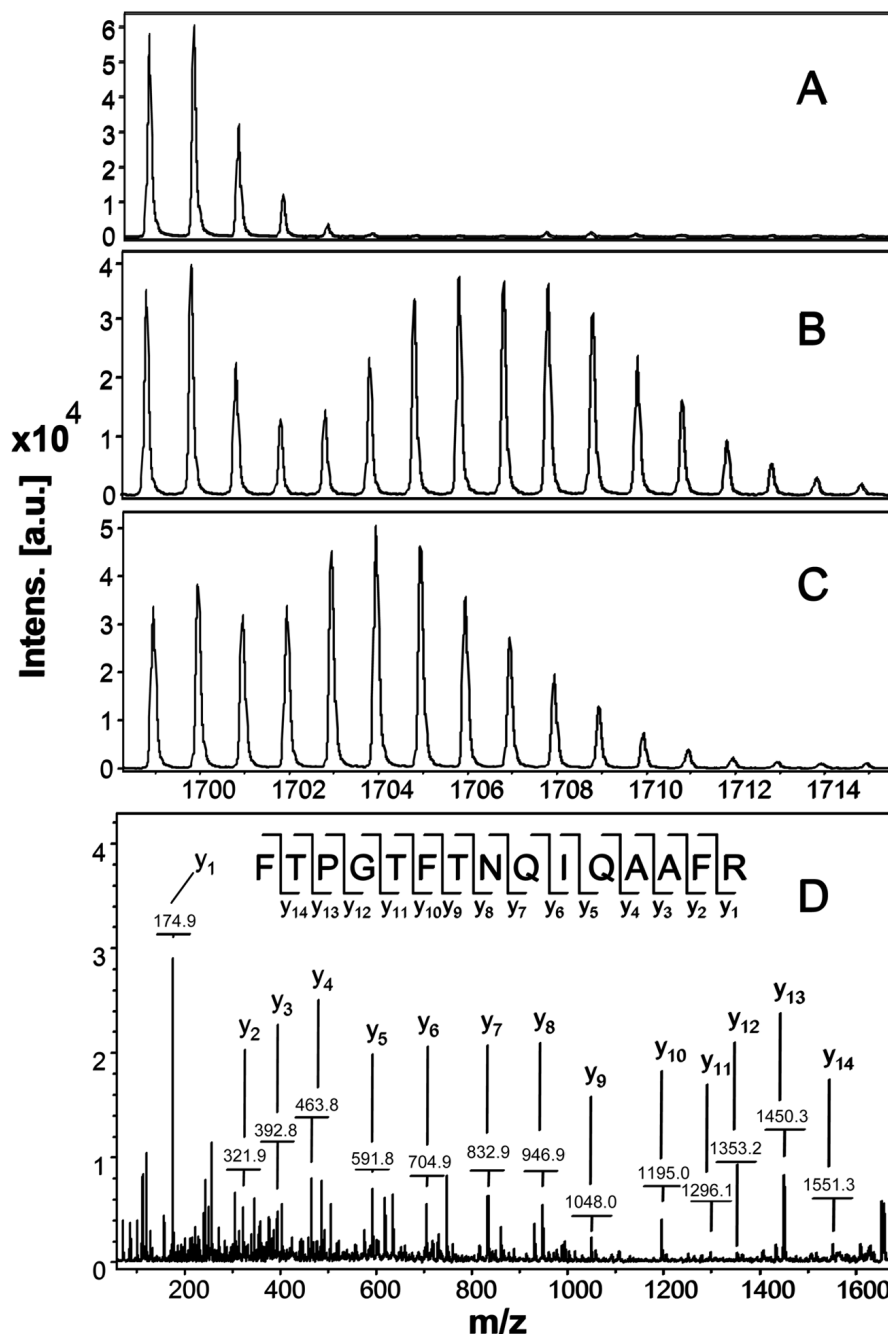 6
5
4
3
2
1
0
A
4
3
2
1
0
B
x10^4
Intens. [a.u.]
5
4
3
2
1
0
C
1700 1702 1704 1706 1708 1710 1712 1714
4
3
2
1
0
F T P G T F T N Q I Q A A F R
y14 y13 y12 y11 y10 y9 y8 y7 y6 y5 y4 y3 y2 y1
D
y1
174.9
y2
321.9
y3
392.8
y4
463.8
y5
591.8
y6
704.9
y7
832.9
y8
946.9
y9
1048.0
y10
1195.0
y11
1296.1
y12
1353.2
y13
1450.3
y14
1551.3
200 400 600 800 1000 1200 1400 1600
m/z